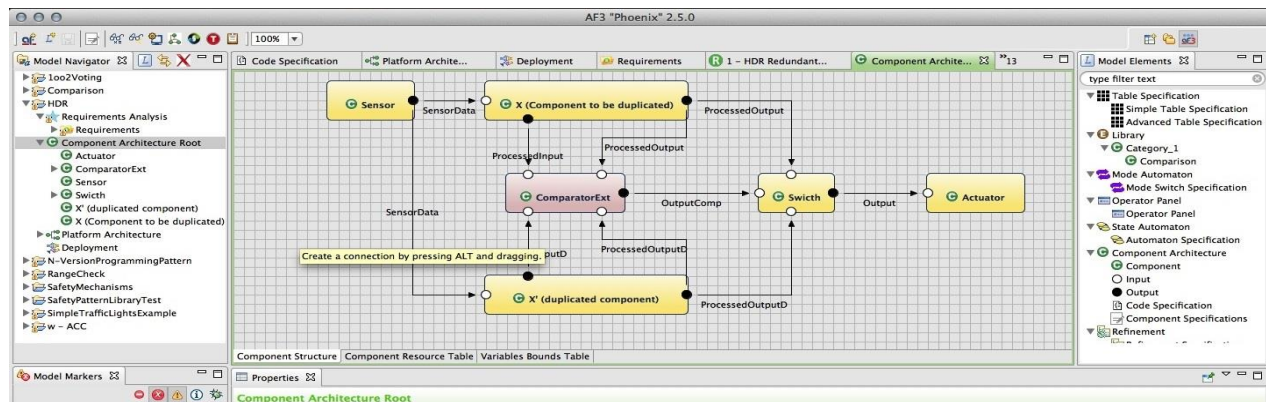 AF3 "Phoenix" 2.5.0
100%
Model Navigator
Code Specification
Platform Archite...
Deployment
Requirements
1 - HDR Redundant...
Component Archite...
13
Model Elements
1oo2Voting
Comparison
HDR
Requirements Analysis
Requirements
Component Architecture Root
Actuator
ComparatorExt
Sensor
Swicth
X' (duplicated component)
X (Component to be duplicated)
Platform Architecture
Deployment
N-VersionProgrammingPattern
RangeCheck
SafetyMechanisms
SafetyPatternLibraryTest
SimpleTrafficLightsExample
w - ACC
Sensor
SensorData
X (Component to be duplicated)
ProcessedOutput
ProcessedInput
ProcessedOutput
ComparatorExt
OutputComp
Swicth
Output
Actuator
SensorData
Create a connection by pressing ALT and dragging.
putD
ProcessedOutputD
X' (duplicated component)
ProcessedOutputD
Component Structure
Component Resource Table
Variables Bounds Table
type filter text
Table Specification
Simple Table Specification
Advanced Table Specification
Library
Category_1
Comparison
Mode Automaton
Mode Switch Specification
Operator Panel
Operator Panel
State Automaton
Automaton Specification
Component Architecture
Component
Input
Output
Code Specification
Component Specifications
Refinement
Model Markers
Properties
Component Architecture Root